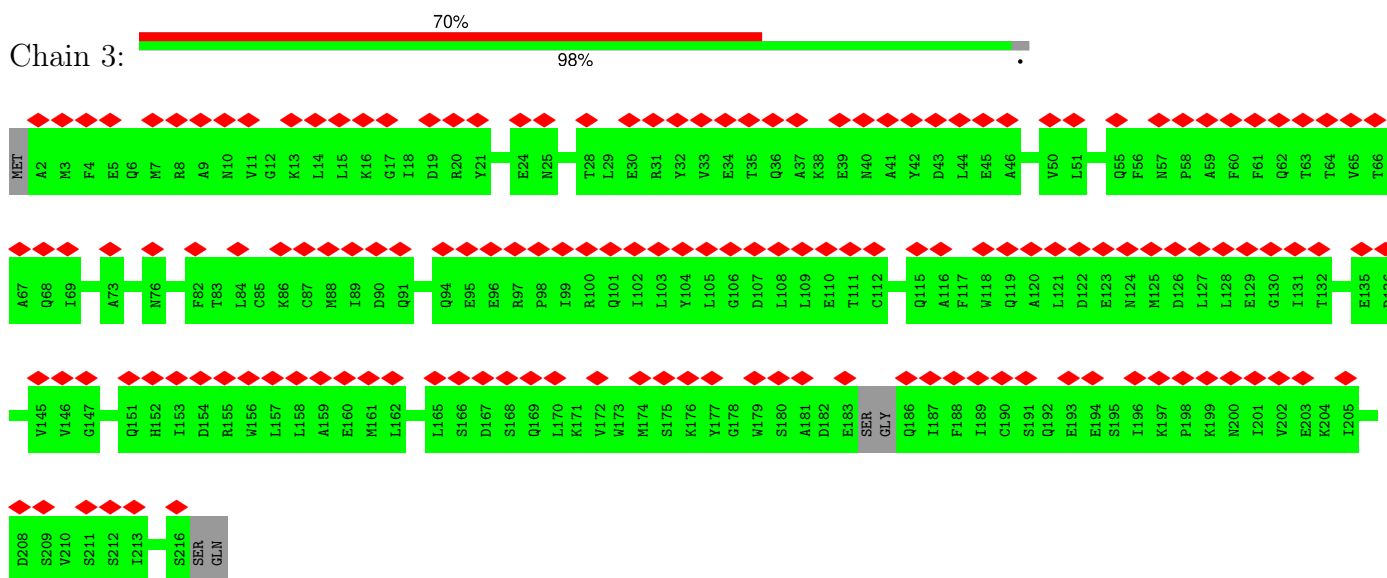 70%
Chain 3:
98% •
MET A2 M3 F4 E5 Q6 M7 R8 A9 N10 V11 G12 K13 L14 L15 K16 G17 I18 D19 R20 Y21 E24 N25 T28 L29 E30 R31 Y32 V33 E34 T35 Q36 A37 K38 E39 N40 A41 Y42 D43 L44 E45 A46 V50 L51 Q55 F56 N57 P58 A59 F60 F61 Q62 T63 T64 V65 T66
A67 Q68 I69 A73 N76 F82 T83 L84 C85 K86 C87 M88 I89 D90 Q91 Q94 E95 E96 R97 P98 I99 R100 Q101 I102 L103 Y104 L105 G106 D107 L108 L109 E110 T111 C112 Q115 A116 F117 W118 Q119 A120 L121 D122 E123 N124 M125 D126 L127 L128 E129 G130 I131 T132 E135
V145 V146 G147 Q151 H152 I153 D154 R155 W156 L157 L158 A159 E160 M161 L162 L165 S166 D167 S168 Q169 L170 K171 V172 W173 M174 S175 K176 Y177 G178 W179 S180 A181 D182 E183 SER GLY Q186 I187 F188 I189 C190 S191 Q192 E193 E194 S195 I196 K197 P198 K199 N200 I201 V202 E203 K204 I205
D208 S209 V210 S211 S212 I213 S216 SER GLN